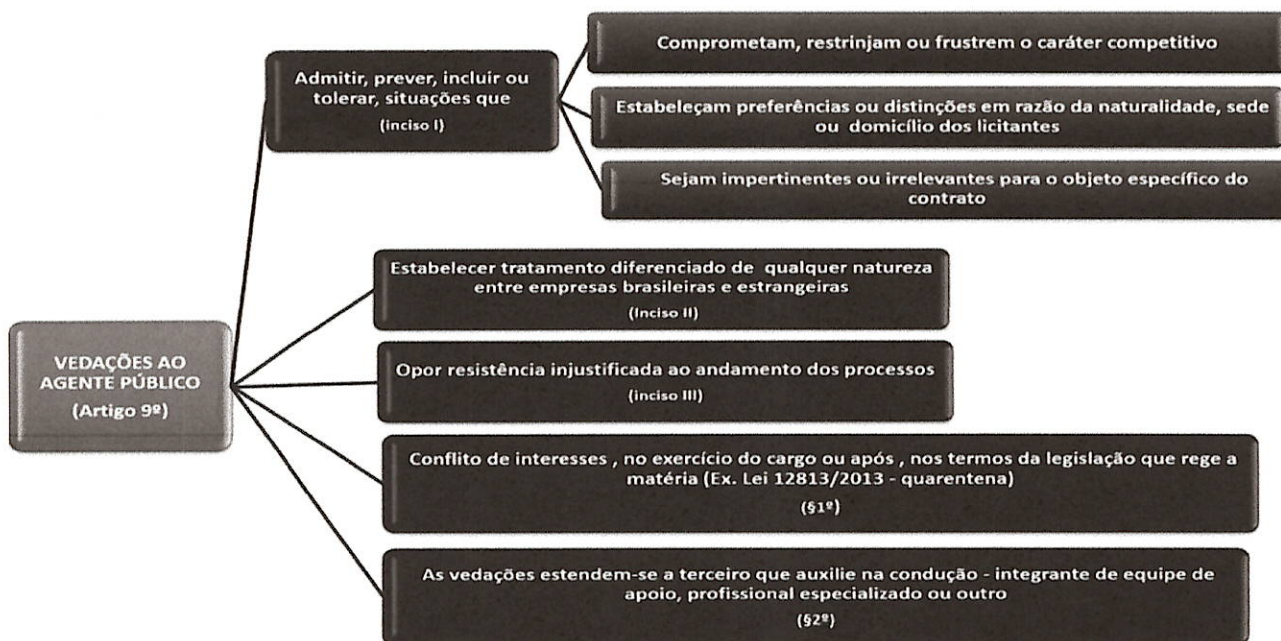 Comprometam, restrinjam ou frustrem o caráter competitivo
Admitir, prever, incluir ou
tolerar, situações que
(inciso I)
Estabeleçam preferências ou distinções em razão da naturalidade, sede
ou domicílio dos licitantes
Sejam impertinentes ou irrelevantes para o objeto específico do
contrato
Estabelecer tratamento diferenciado de qualquer natureza
entre empresas brasileiras e estrangeiras
(Inciso II)
VEDAÇÕES AO
AGENTE PÚBLICO
(Artigo 9º)
Opor resistência injustificada ao andamento dos processos
(inciso III)
Conflito de interesses , no exercício do cargo ou após , nos termos da legislação que rege a
matéria (Ex. Lei 12813/2013 - quarentena)
(§1º)
As vedações estendem-se a terceiro que auxilie na condução - integrante de equipe de
apoio, profissional especializado ou outro
(§2º)